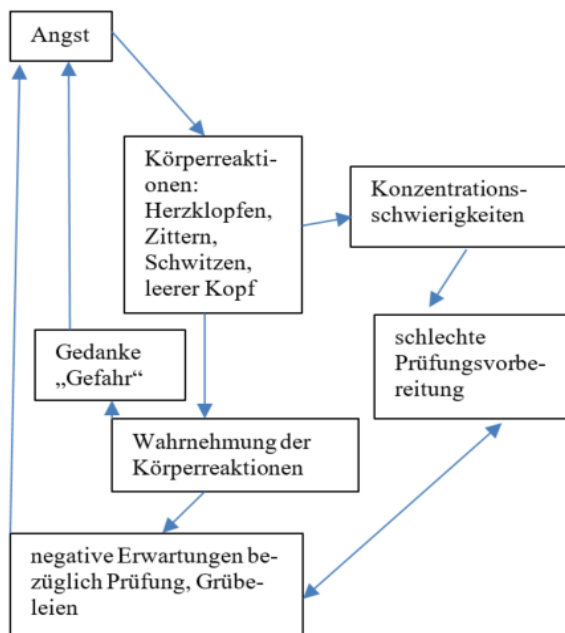 Angst
Körperreakti-
onen:
Herzklopfen,
Zittern,
Schwitzen,
leerer Kopf
Konzentrations-
schwierigkeiten
schlechte
Prüfungsvorbe-
reitung
Gedanke
„Gefahr“
Wahrnehmung der
Körperreaktionen
negative Erwartungen be-
züglich Prüfung, Grübe-
leien